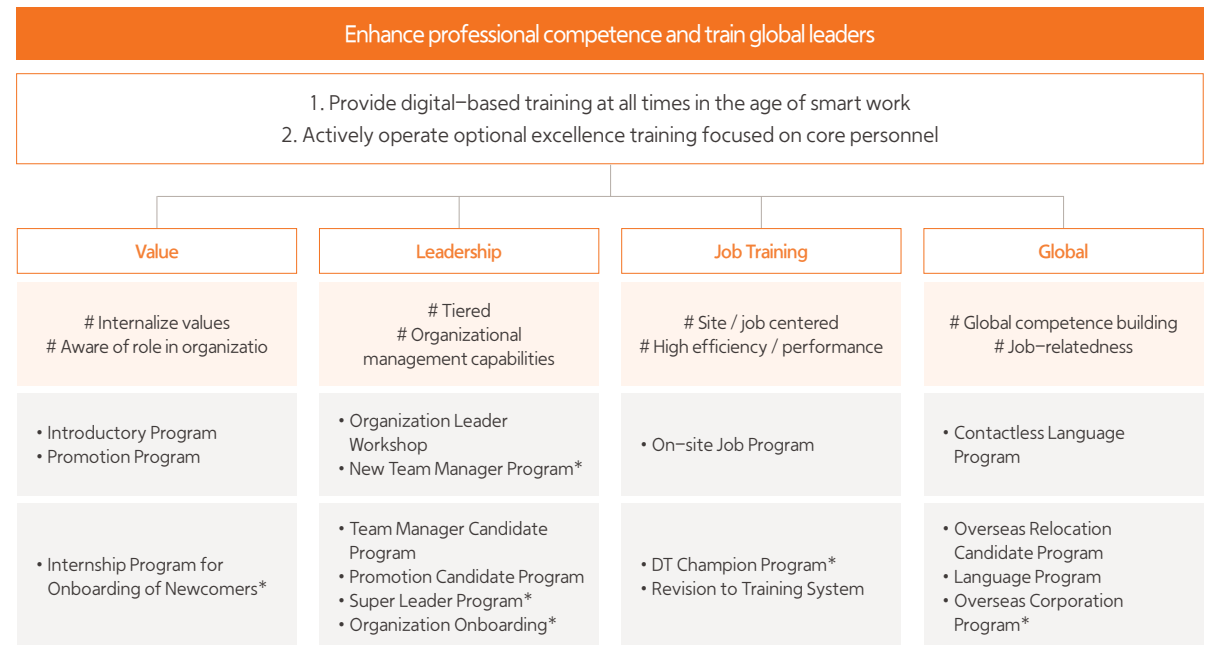 Enhance professional competence and train global leaders
1. Provide digital-based training at all times in the age of smart work
2. Actively operate optional excellence training focused on core personnel
Value
Leadership
Job Training
Global
# Internalize values
# Aware of role in organizatio
# Tiered
# Organizational
management capabilities
# Site / job centered
# High efficiency / performance
# Global competence building
# Job-relatedness
• Introductory Program
• Promotion Program
• Organization Leader
Workshop
• New Team Manager Program*
• On-site Job Program
• Contactless Language
Program
• Internship Program for
Onboarding of Newcomers*
• Team Manager Candidate
Program
• Promotion Candidate Program
• Super Leader Program*
• Organization Onboarding*
• DT Champion Program*
• Revision to Training System
• Overseas Relocation
Candidate Program
• Language Program
• Overseas Corporation
Program*